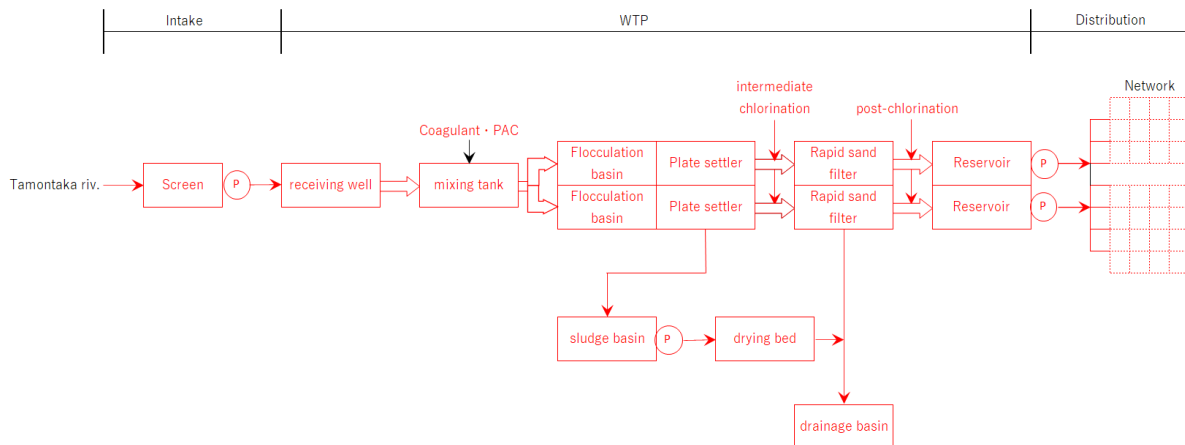 Intake
WTP
Distribution
Network
intermediate
chlorination
post-chlorination
Coagulant・PAC
Tamontaka riv.
Screen
P
receiving well
mixing tank
Flocculation
basin
Plate settler
Rapid sand
filter
Reservoir
P
Flocculation
basin
Plate settler
Rapid sand
filter
Reservoir
P
sludge basin
P
drying bed
drainage basin